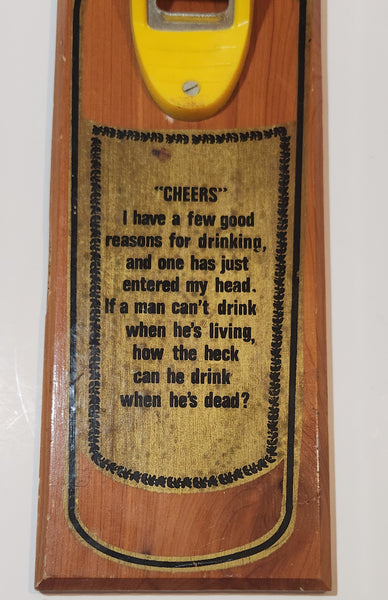 "CHEERS"
I have a few good
reasons for drinking,
and one has just
entered my head.
If a man can't drink
when he's living,
how the heck
can he drink
when he's dead?